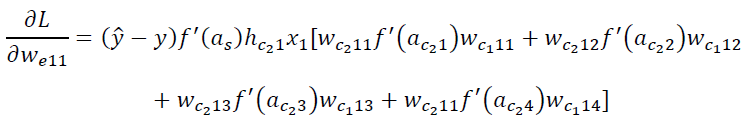 ∂L/∂w_{e11} = (ŷ − y)f′(a_s)h_{c_2 1}x_1[w_{c_2 11}f′(a_{c_2 1})w_{c_1 11} + w_{c_2 12}f′(a_{c_2 2})w_{c_1 12}
+ w_{c_2 13}f′(a_{c_2 3})w_{c_1 13} + w_{c_2 11}f′(a_{c_2 4})w_{c_1 14}]